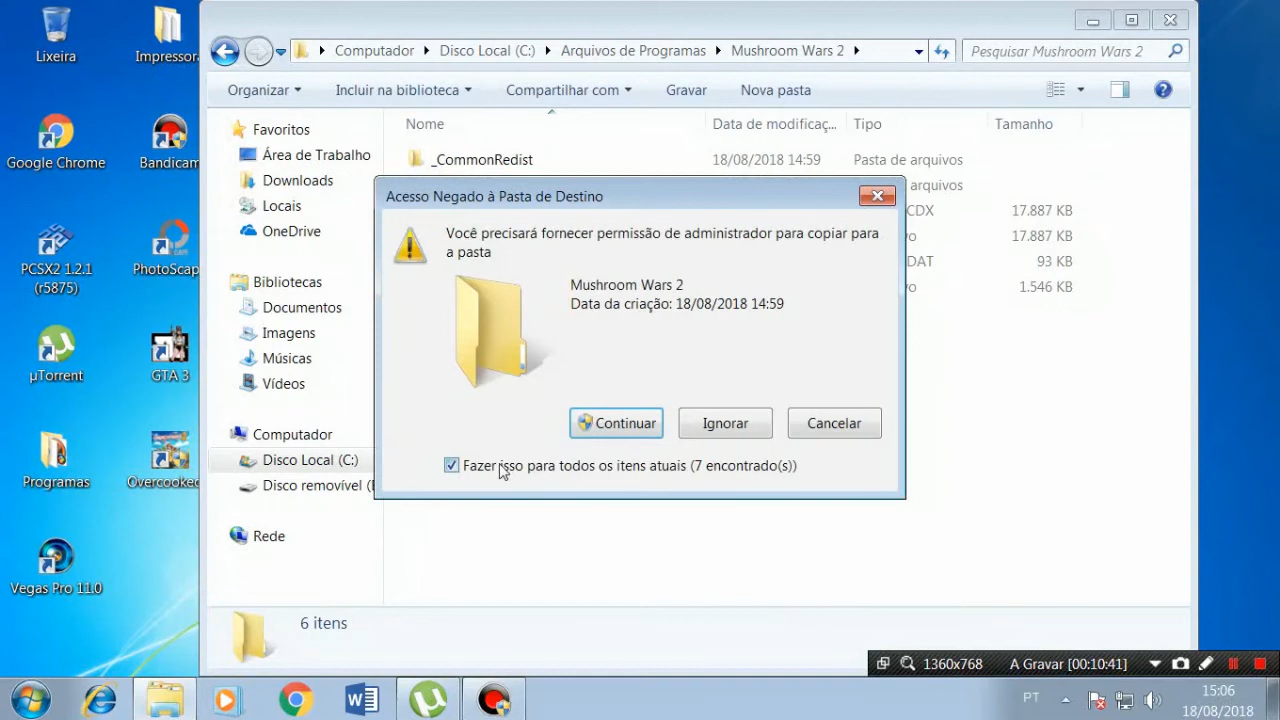 Lixeira
Impressor
Google Chrome
Bandicam
PCSX2 1.2.1
(r5875)
PhotoScap
µTorrent
GTA 3
Programas
Overcooked
Vegas Pro 11.0
Computador
Disco Local (C:)
Arquivos de Programas
Mushroom Wars 2
Pesquisar Mushroom Wars 2
Organizar
Incluir na biblioteca
Compartilhar com
Gravar
Nova pasta
Favoritos
Área de Trabalho
Downloads
Locais
OneDrive
Bibliotecas
Documentos
Imagens
Músicas
Vídeos
Computador
Disco Local (C:)
Disco removível (
Rede
Nome
Data de modificaç...
Tipo
Tamanho
_CommonRedist
18/08/2018 14:59
Pasta de arquivos
arquivos
CDX
17.887 KB
vo
17.887 KB
DAT
93 KB
vo
1.546 KB
Acesso Negado à Pasta de Destino
Você precisará fornecer permissão de administrador para copiar para
a pasta
Mushroom Wars 2
Data da criação: 18/08/2018 14:59
Continuar
Ignorar
Cancelar
Fazer isso para todos os itens atuais (7 encontrado(s))
6 itens
1360x768
A Gravar [00:10:41]
PT
15:06
18/08/2018